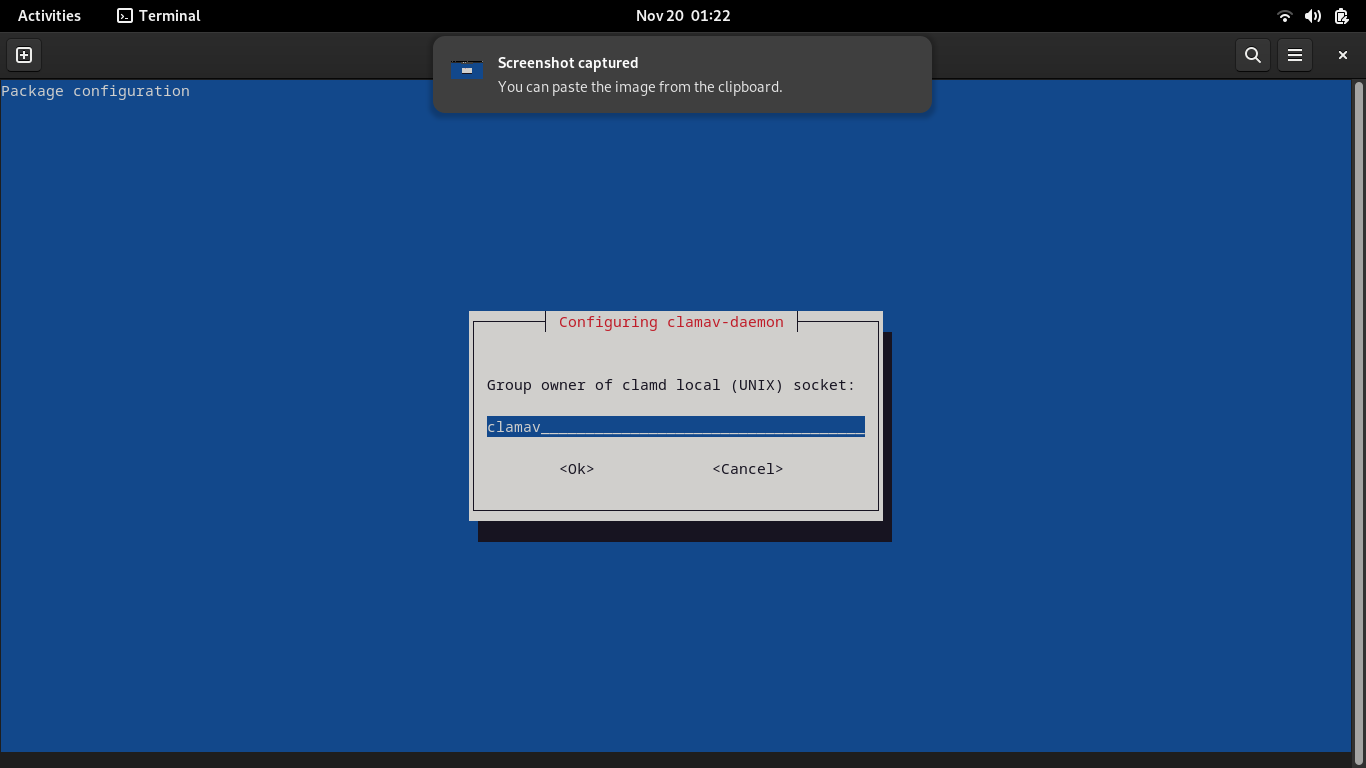 Activities Terminal Nov 20 01:22
Screenshot captured
You can paste the image from the clipboard.
Package configuration
Configuring clamav-daemon
Group owner of clamd local (UNIX) socket:
clamav____________________________________
<Ok> <Cancel>